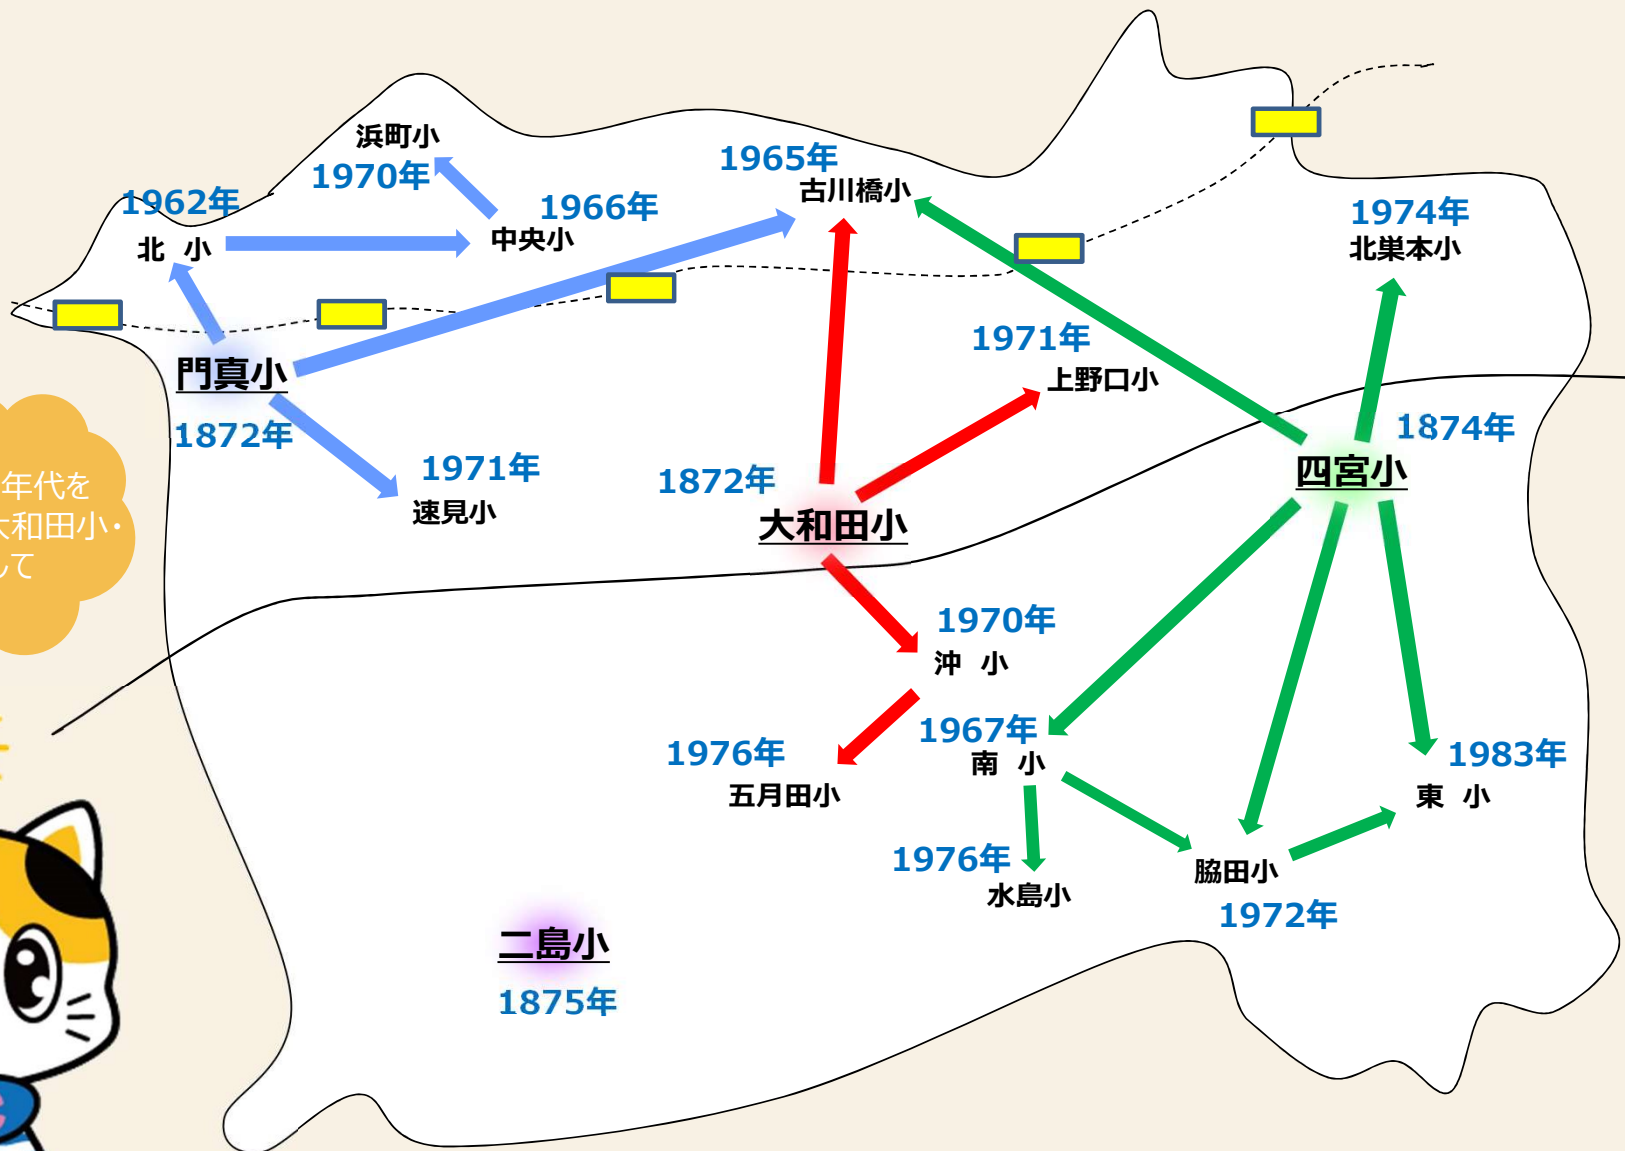 浜町小
1970年
1962年
北 小
1966年
中央小
1965年
古川橋小
1974年
北巣本小
門真小
1872年
1971年
速見小
1971年
上野口小
1872年
大和田小
1874年
四宮小
年代を
大和田小・
して
1970年
沖 小
1967年
南 小
1976年
五月田小
1983年
東 小
1976年
水島小
脇田小
1972年
二島小
1875年